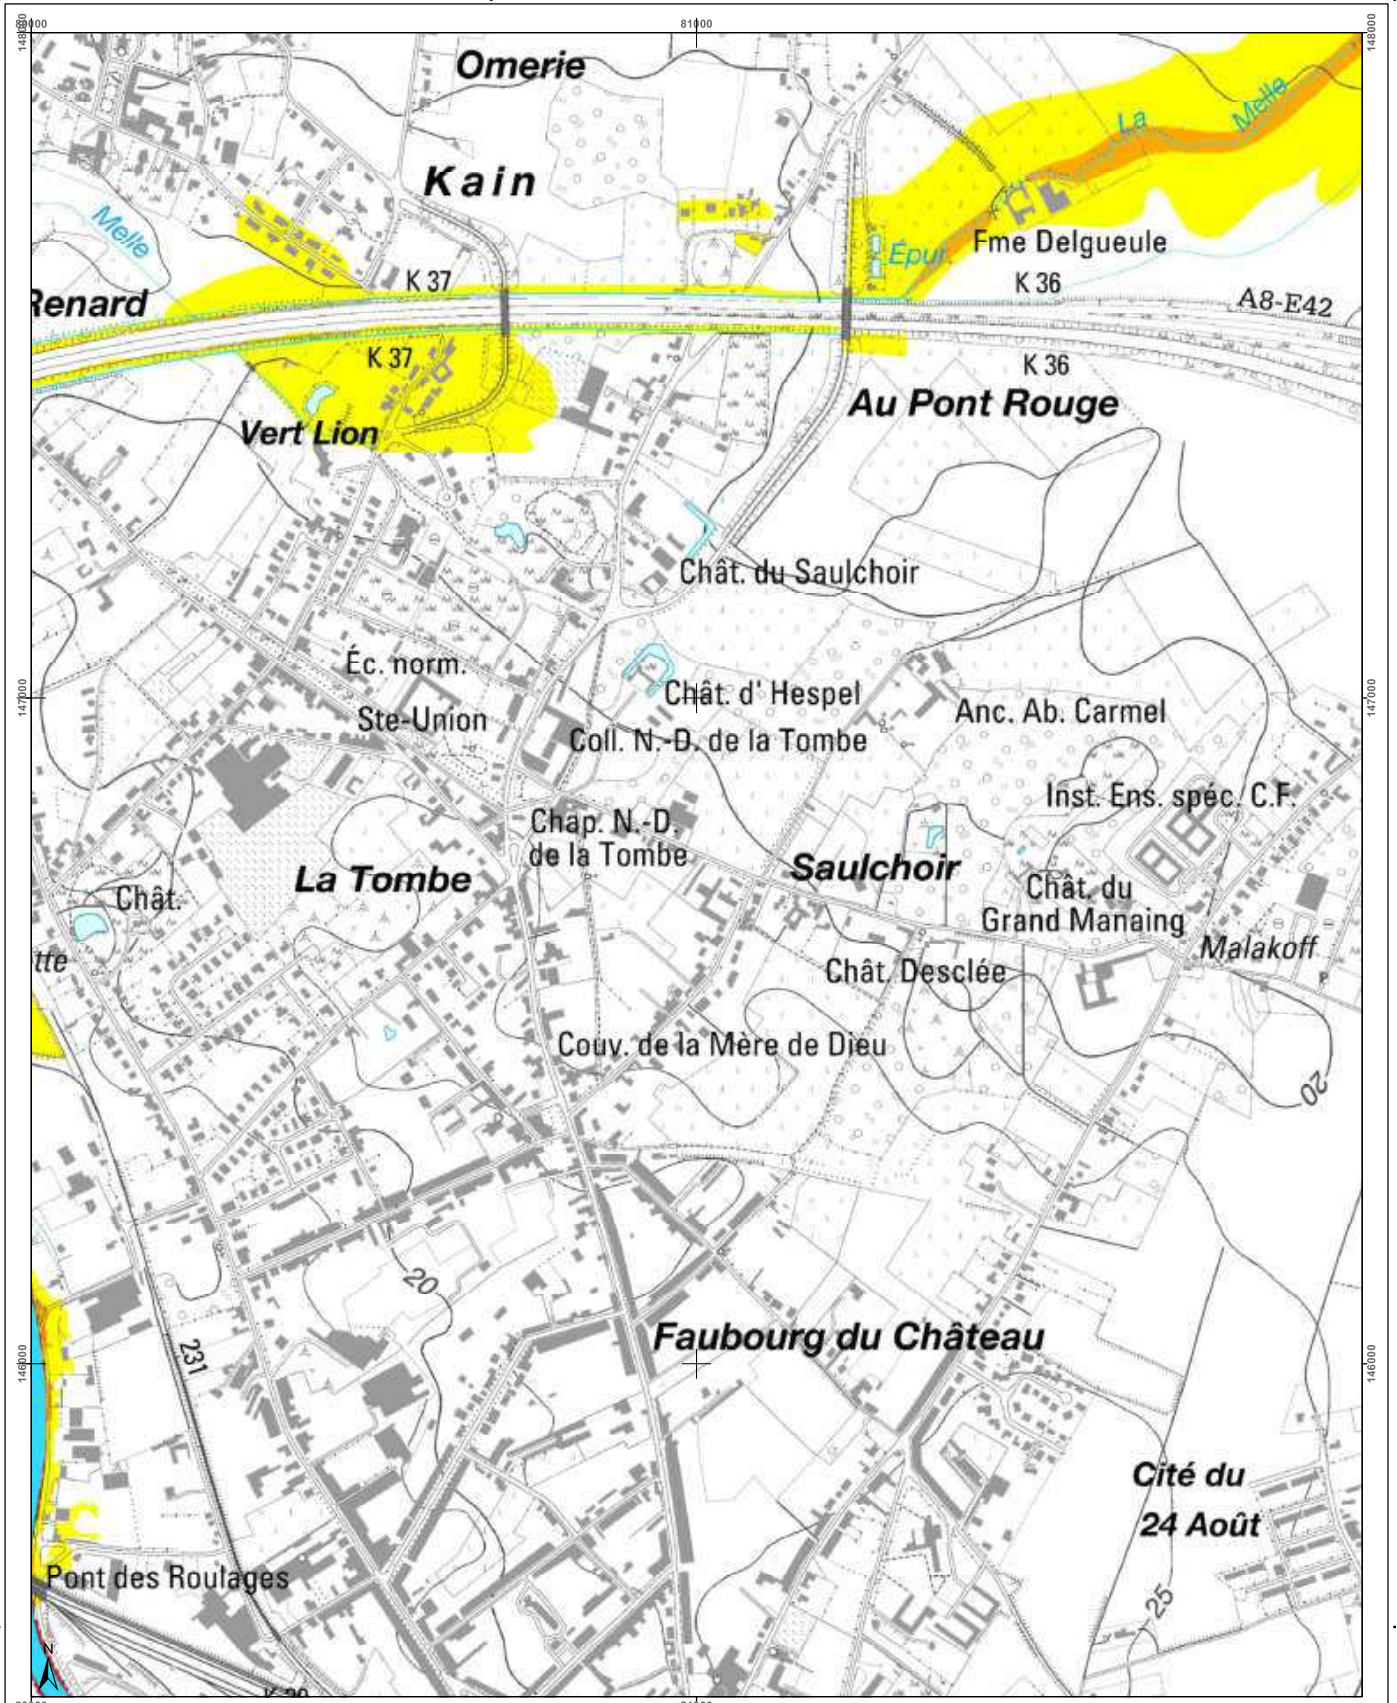 81000
148000
148000
Omerie
La
Melle
Kain
Melle
Épur.
Fme Delgueule
K 37
K 36
Renard
A8-E42
K 37
K 36
Au Pont Rouge
Vert Lion
Chât. du Saulchoir
Éc. norm.
Ste-Union
147000
147000
Chât. d' Hespel
Anc. Ab. Carmel
Coll. N.-D. de la Tombe
Inst. Ens. spéc. C.F.
Chap. N.-D.
de la Tombe
Saulchoir
La Tombe
Chât.
Chât. du
Grand Manaing
Malakoff
tte
Chât. Desclée
P
Couv. de la Mère de Dieu
20
20
231
Faubourg du Château
146000
146000
Cité du
24 Août
Pont des Roulages
25
N